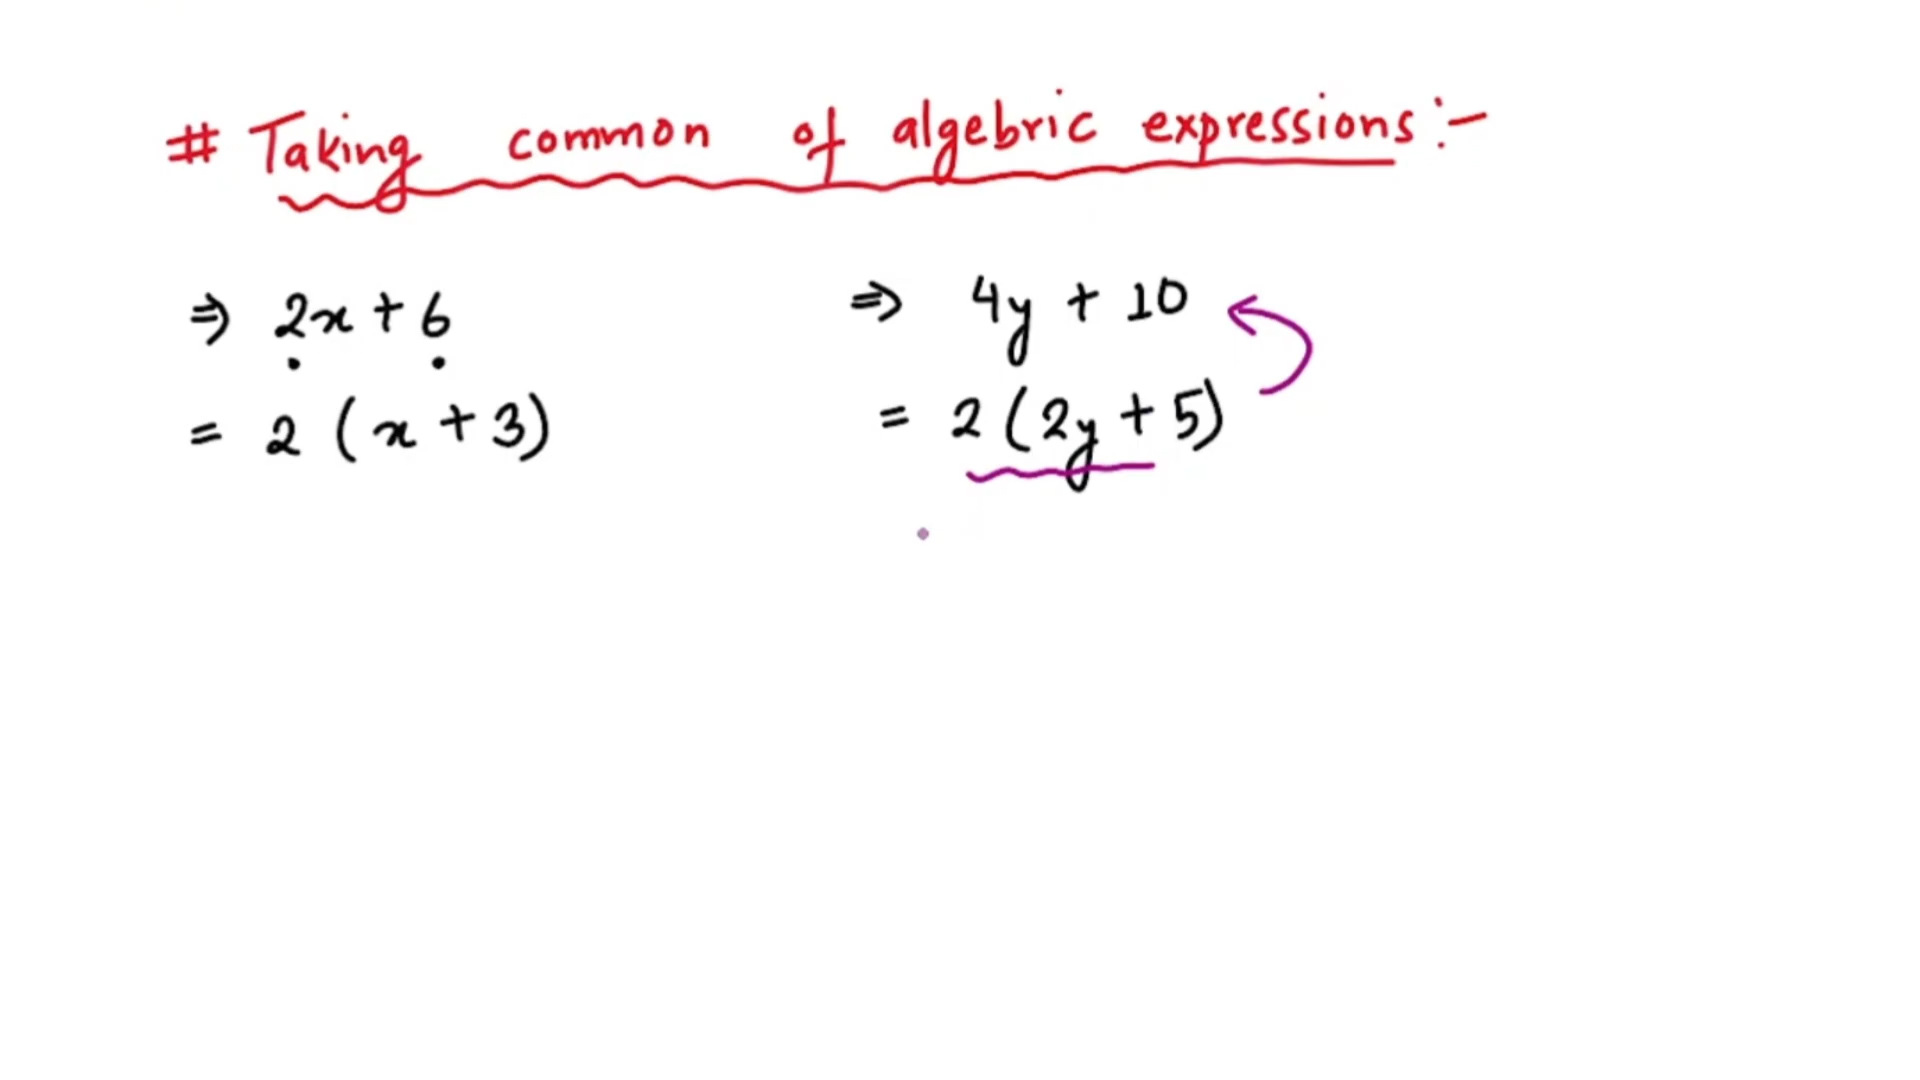 # Taking common of algebric expressions :-
⇒ 2x + 6
= 2 (x + 3)
⇒ 4y + 10
= 2 (2y + 5)